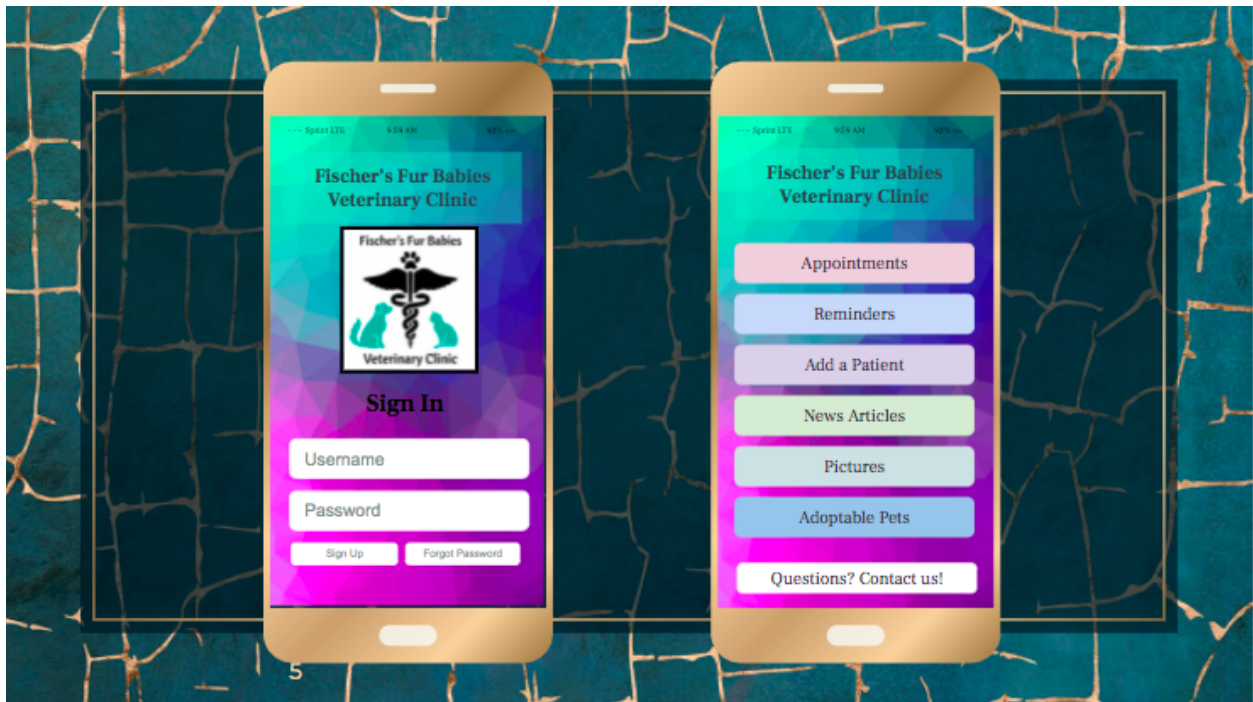 Sprint LTE 9:59 AM 93%
Fischer's Fur Babies
Veterinary Clinic
Fischer's Fur Babies
Veterinary Clinic
Sign In
Username
Password
Sign Up Forgot Password
Sprint LTE 9:59 AM 93%
Fischer's Fur Babies
Veterinary Clinic
Appointments
Reminders
Add a Patient
News Articles
Pictures
Adoptable Pets
Questions? Contact us!
5